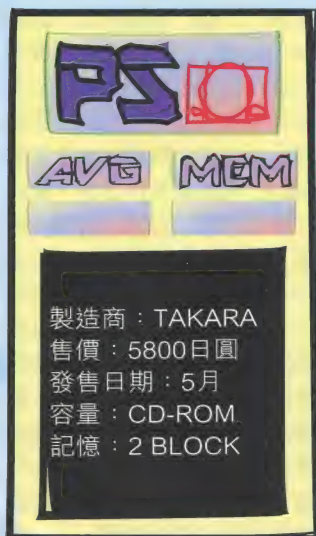 PS
AVG MEM
製造商：TAKARA
售價：5800日圓
發售日期：5月
容量：CD-ROM
記憶：2 BLOCK